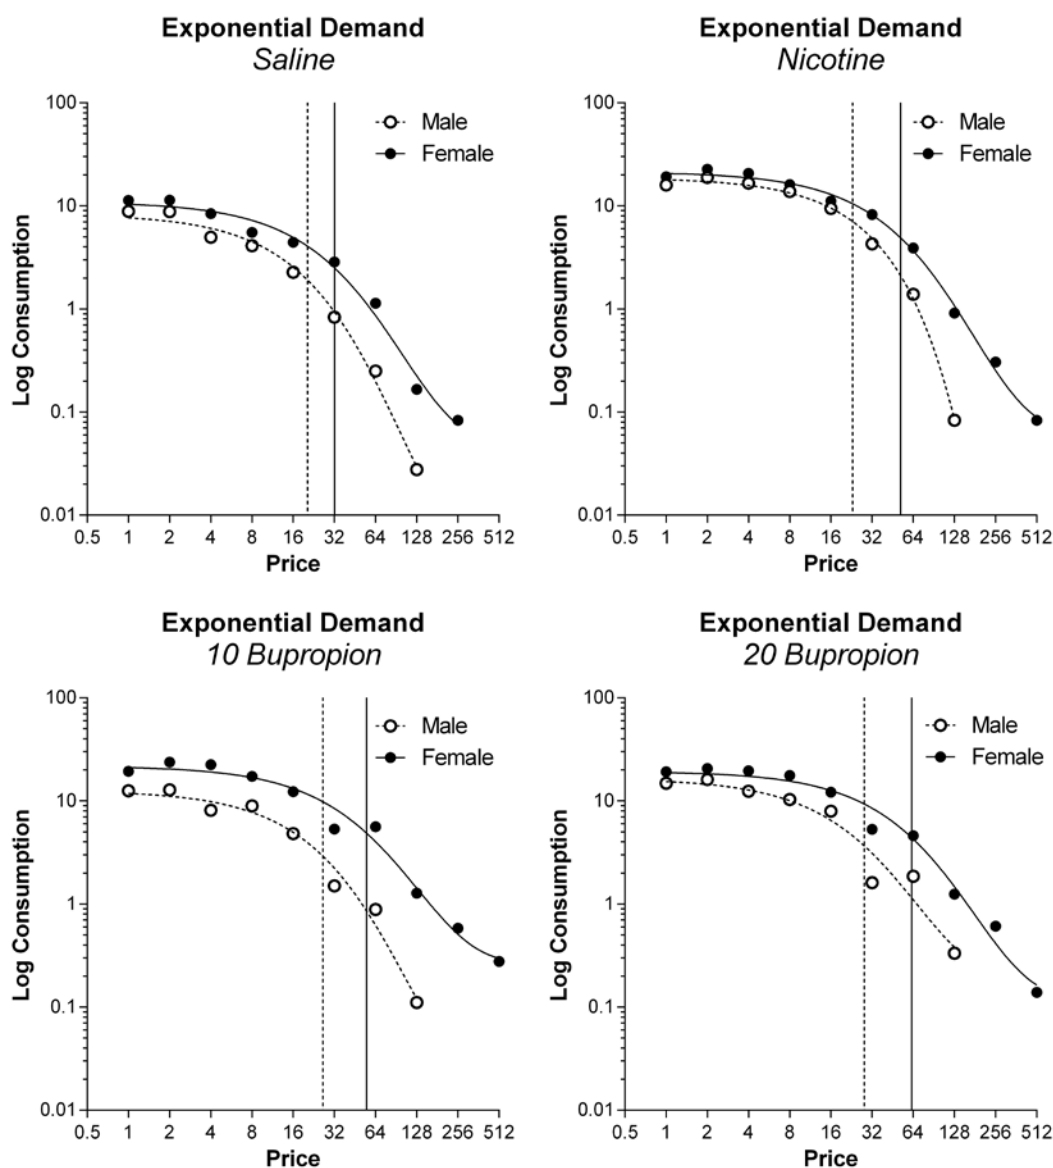 Exponential Demand
Saline
Male
Female
100
10
1
0.1
0.01
Log Consumption
0.5 1 2 4 8 16 32 64 128 256 512
Price
Exponential Demand
Nicotine
Male
Female
100
10
1
0.1
0.01
Log Consumption
0.5 1 2 4 8 16 32 64 128 256 512
Price
Exponential Demand
10 Bupropion
Male
Female
100
10
1
0.1
0.01
Log Consumption
0.5 1 2 4 8 16 32 64 128 256 512
Price
Exponential Demand
20 Bupropion
Male
Female
100
10
1
0.1
0.01
Log Consumption
0.5 1 2 4 8 16 32 64 128 256 512
Price